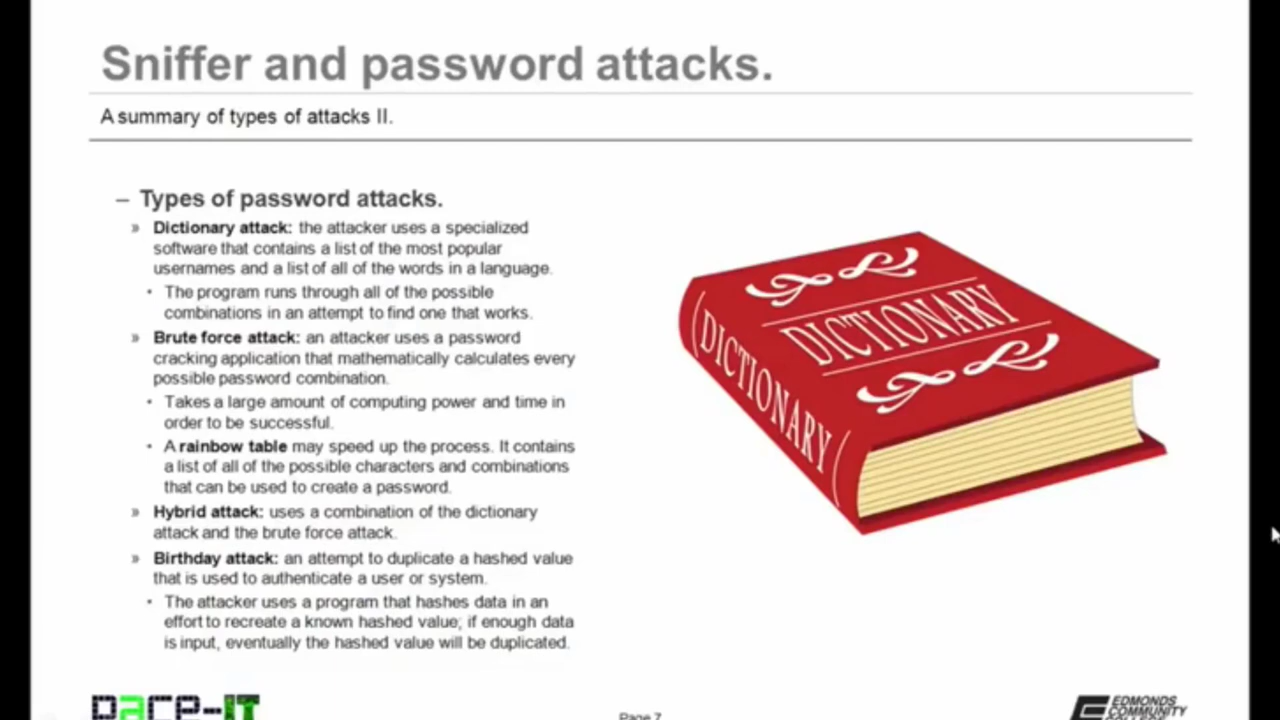 Sniffer and password attacks.
A summary of types of attacks II.
– Types of password attacks.
» Dictionary attack: the attacker uses a specialized
software that contains a list of the most popular
usernames and a list of all of the words in a language.
• The program runs through all of the possible
combinations in an attempt to find one that works.
» Brute force attack: an attacker uses a password
cracking application that mathematically calculates every
possible password combination.
• Takes a large amount of computing power and time in
order to be successful.
• A rainbow table may speed up the process. It contains
a list of all of the possible characters and combinations
that can be used to create a password.
» Hybrid attack: uses a combination of the dictionary
attack and the brute force attack.
» Birthday attack: an attempt to duplicate a hashed value
that is used to authenticate a user or system.
• The attacker uses a program that hashes data in an
effort to recreate a known hashed value; if enough data
is input, eventually the hashed value will be duplicated.
DICTIONARY
DICTIONARY
pace-IT
Page 7
EDMONDS
COMMUNITY